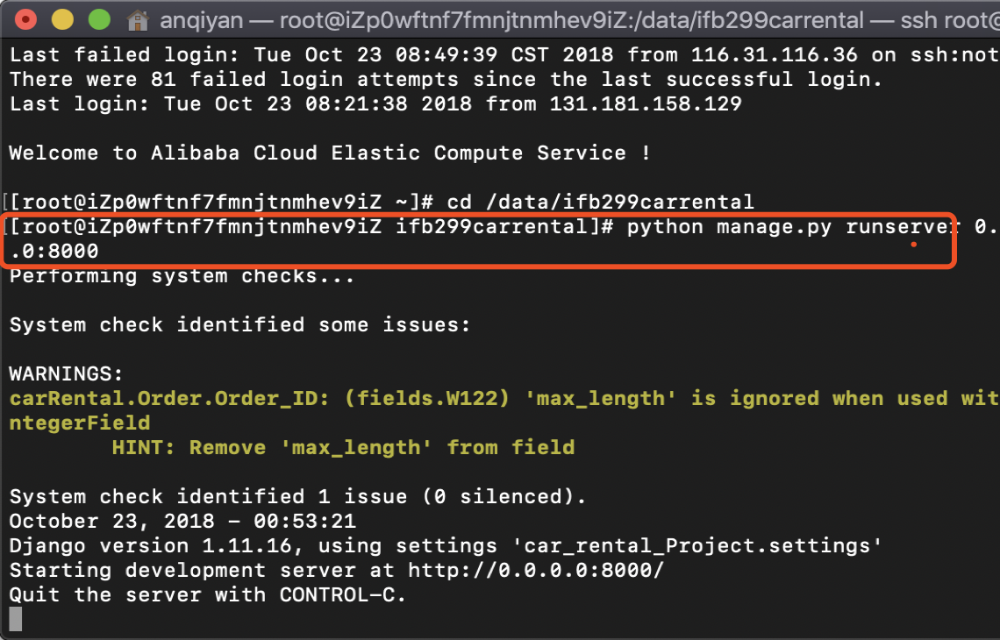 anqiyan — root@iZp0wftnf7fmnjtnmhev9iZ:/data/ifb299carrental — ssh root@
Last failed login: Tue Oct 23 08:49:39 CST 2018 from 116.31.116.36 on ssh:not
There were 81 failed login attempts since the last successful login.
Last login: Tue Oct 23 08:21:38 2018 from 131.181.158.129
Welcome to Alibaba Cloud Elastic Compute Service !
[[root@iZp0wftnf7fmnjtnmhev9iZ ~]# cd /data/ifb299carrental
[[root@iZp0wftnf7fmnjtnmhev9iZ ifb299carrental]# python manage.py runserver 0.
.0:8000
Performing system checks...
System check identified some issues:
WARNINGS:
carRental.Order.Order_ID: (fields.W122) 'max_length' is ignored when used wit
ntegerField
HINT: Remove 'max_length' from field
System check identified 1 issue (0 silenced).
October 23, 2018 - 00:53:21
Django version 1.11.16, using settings 'car_rental_Project.settings'
Starting development server at http://0.0.0.0:8000/
Quit the server with CONTROL-C.